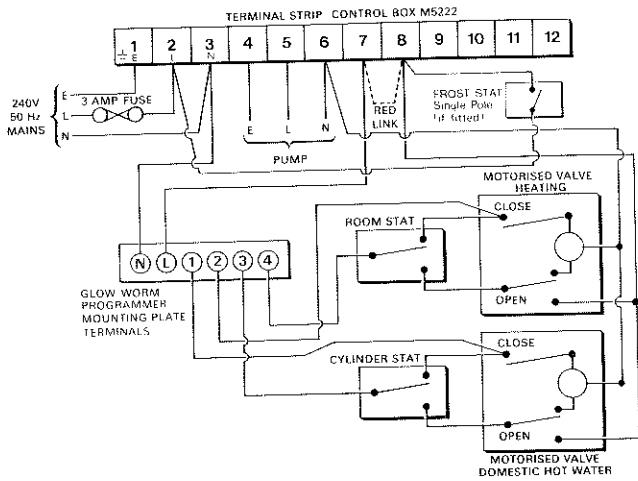 TERMINAL STRIP CONTROL BOX M5222
1 2 3 4 5 6 7 8 9 10 11 12
E L N
240V
50 Hz
MAINS
E
L
N
3 AMP FUSE
E L N
PUMP
RED
LINK
FROST STAT
Single Pole
(if fitted)
MOTORISED VALVE
HEATING
CLOSE
OPEN
ROOM STAT
N L 1 2 3 4
GLOW WORM
PROGRAMMER
MOUNTING PLATE
TERMINALS
CYLINDER STAT
CLOSE
OPEN
MOTORISED VALVE
DOMESTIC HOT WATER